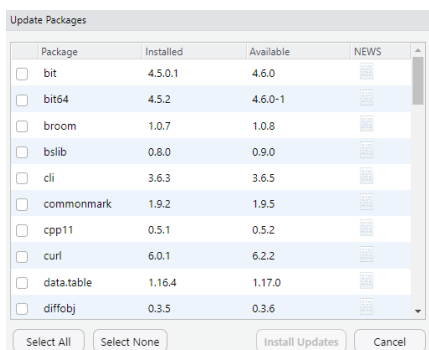 Update Packages
Package Installed Available NEWS
bit 4.5.0.1 4.6.0
bit64 4.5.2 4.6.0-1
broom 1.0.7 1.0.8
bslib 0.8.0 0.9.0
cli 3.6.3 3.6.5
commonmark 1.9.2 1.9.5
cpp11 0.5.1 0.5.2
curl 6.0.1 6.2.2
data.table 1.16.4 1.17.0
diffobj 0.3.5 0.3.6
Select All Select None Install Updates Cancel